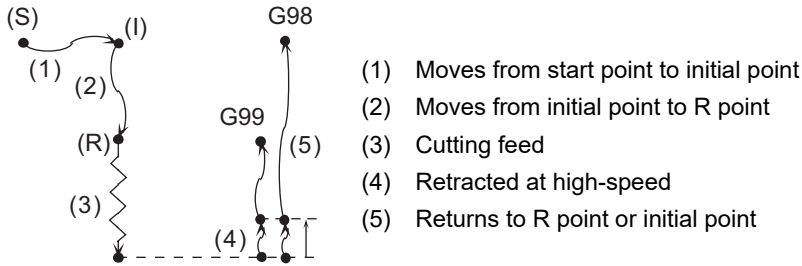 (S)
(I)
G98
(1)
(2)
G99
(R)
(5)
(3)
(4)
(1) Moves from start point to initial point
(2) Moves from initial point to R point
(3) Cutting feed
(4) Retracted at high-speed
(5) Returns to R point or initial point